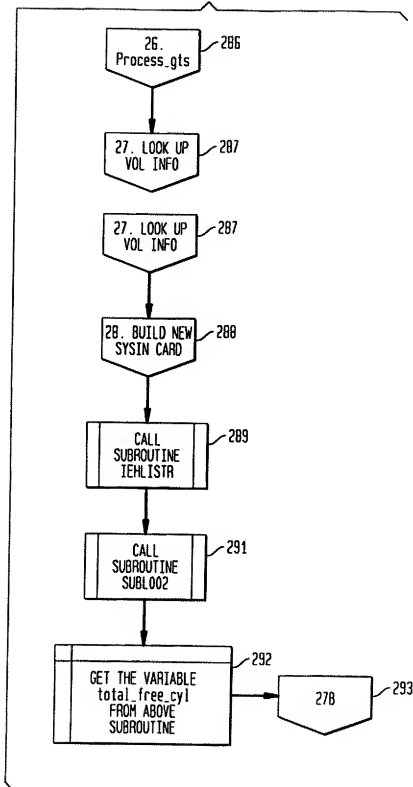 26.
Process_gts
286
27. LOOK UP
VOL INFO
287
27. LOOK UP
VOL INFO
287
28. BUILD NEW
SYSIN CARD
288
CALL
SUBROUTINE
IEHLISTR
289
CALL
SUBROUTINE
SUBL002
291
GET THE VARIABLE
total_free_cyl
FROM ABOVE
SUBROUTINE
292
27B
293